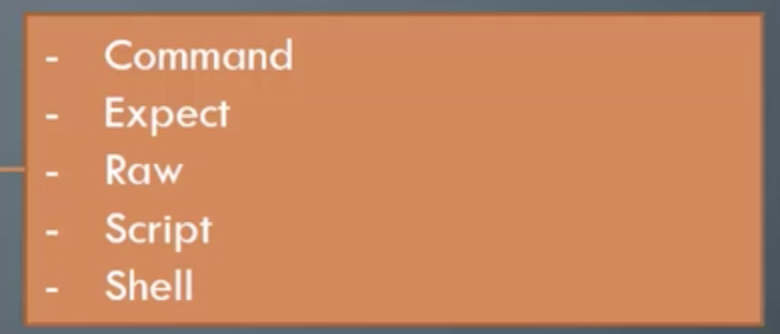 - Command
- Expect
- Raw
- Script
- Shell